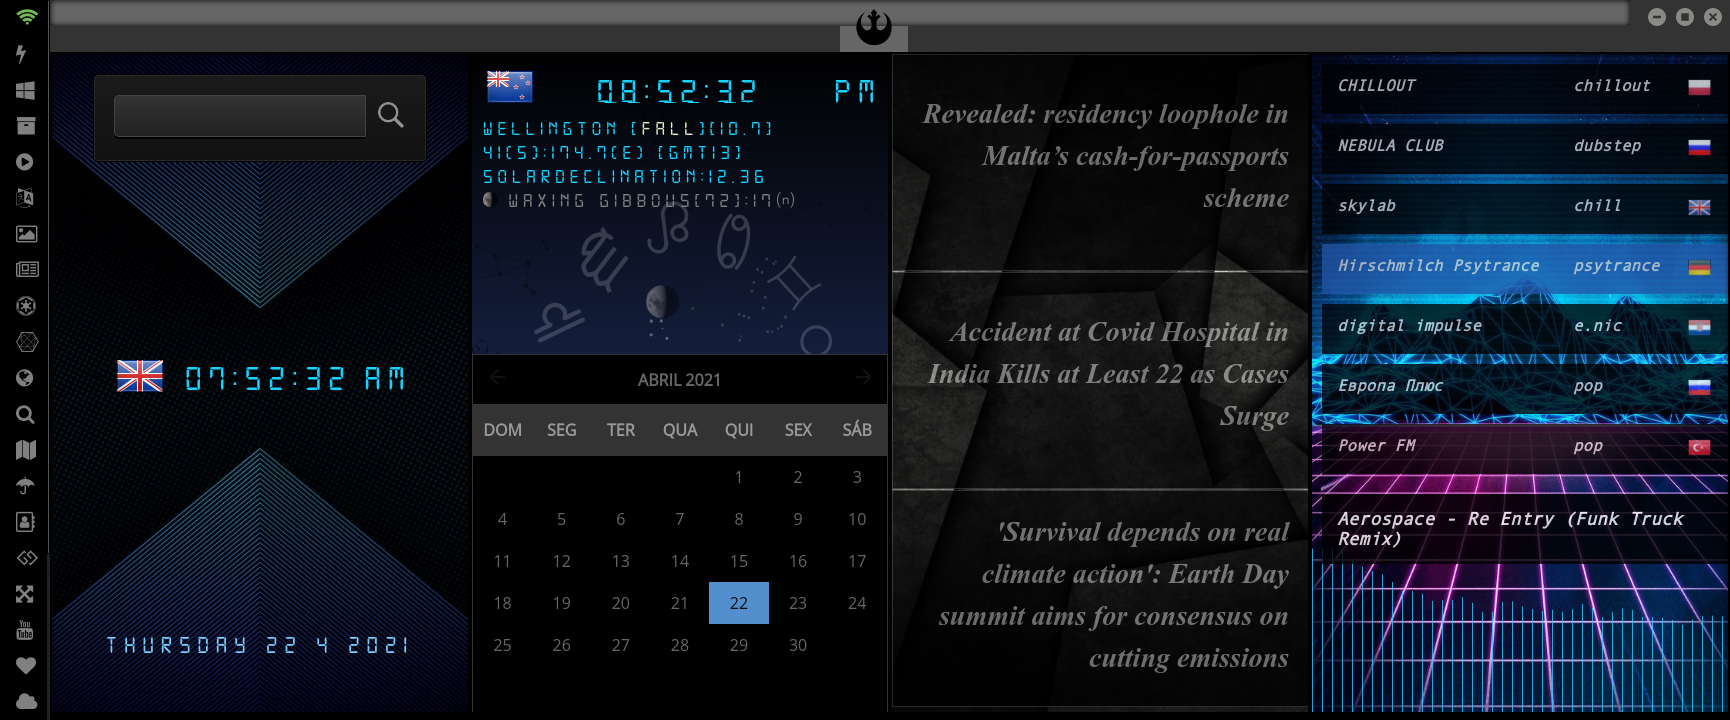 07:52:32 AM
THURSDAY 22 4 2021
08:52:32 PM
WELLINGTON [FALL][10.7]
41(S):174.7(E) [GMT13]
SOLARDECLINATION:12.36
WAXING GIBBOUS[72]:17(n)
ABRIL 2021
DOM SEG TER QUA QUI SEX SÁB
1 2 3
4 5 6 7 8 9 10
11 12 13 14 15 16 17
18 19 20 21 22 23 24
25 26 27 28 29 30
Revealed: residency loophole in
Malta’s cash-for-passports
scheme
Accident at Covid Hospital in
India Kills at Least 22 as Cases
Surge
'Survival depends on real
climate action': Earth Day
summit aims for consensus on
cutting emissions
CHILLOUT chillout
NEBULA CLUB dubstep
skylab chill
Hirschmilch Psytrance psytrance
digital impulse e.nic
Европа Плюс pop
Power FM pop
Aerospace - Re Entry (Funk Truck
Remix)
You
Tube